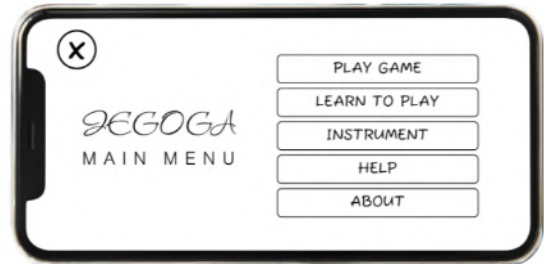 X
JEGOGA
MAIN MENU
PLAY GAME
LEARN TO PLAY
INSTRUMENT
HELP
ABOUT